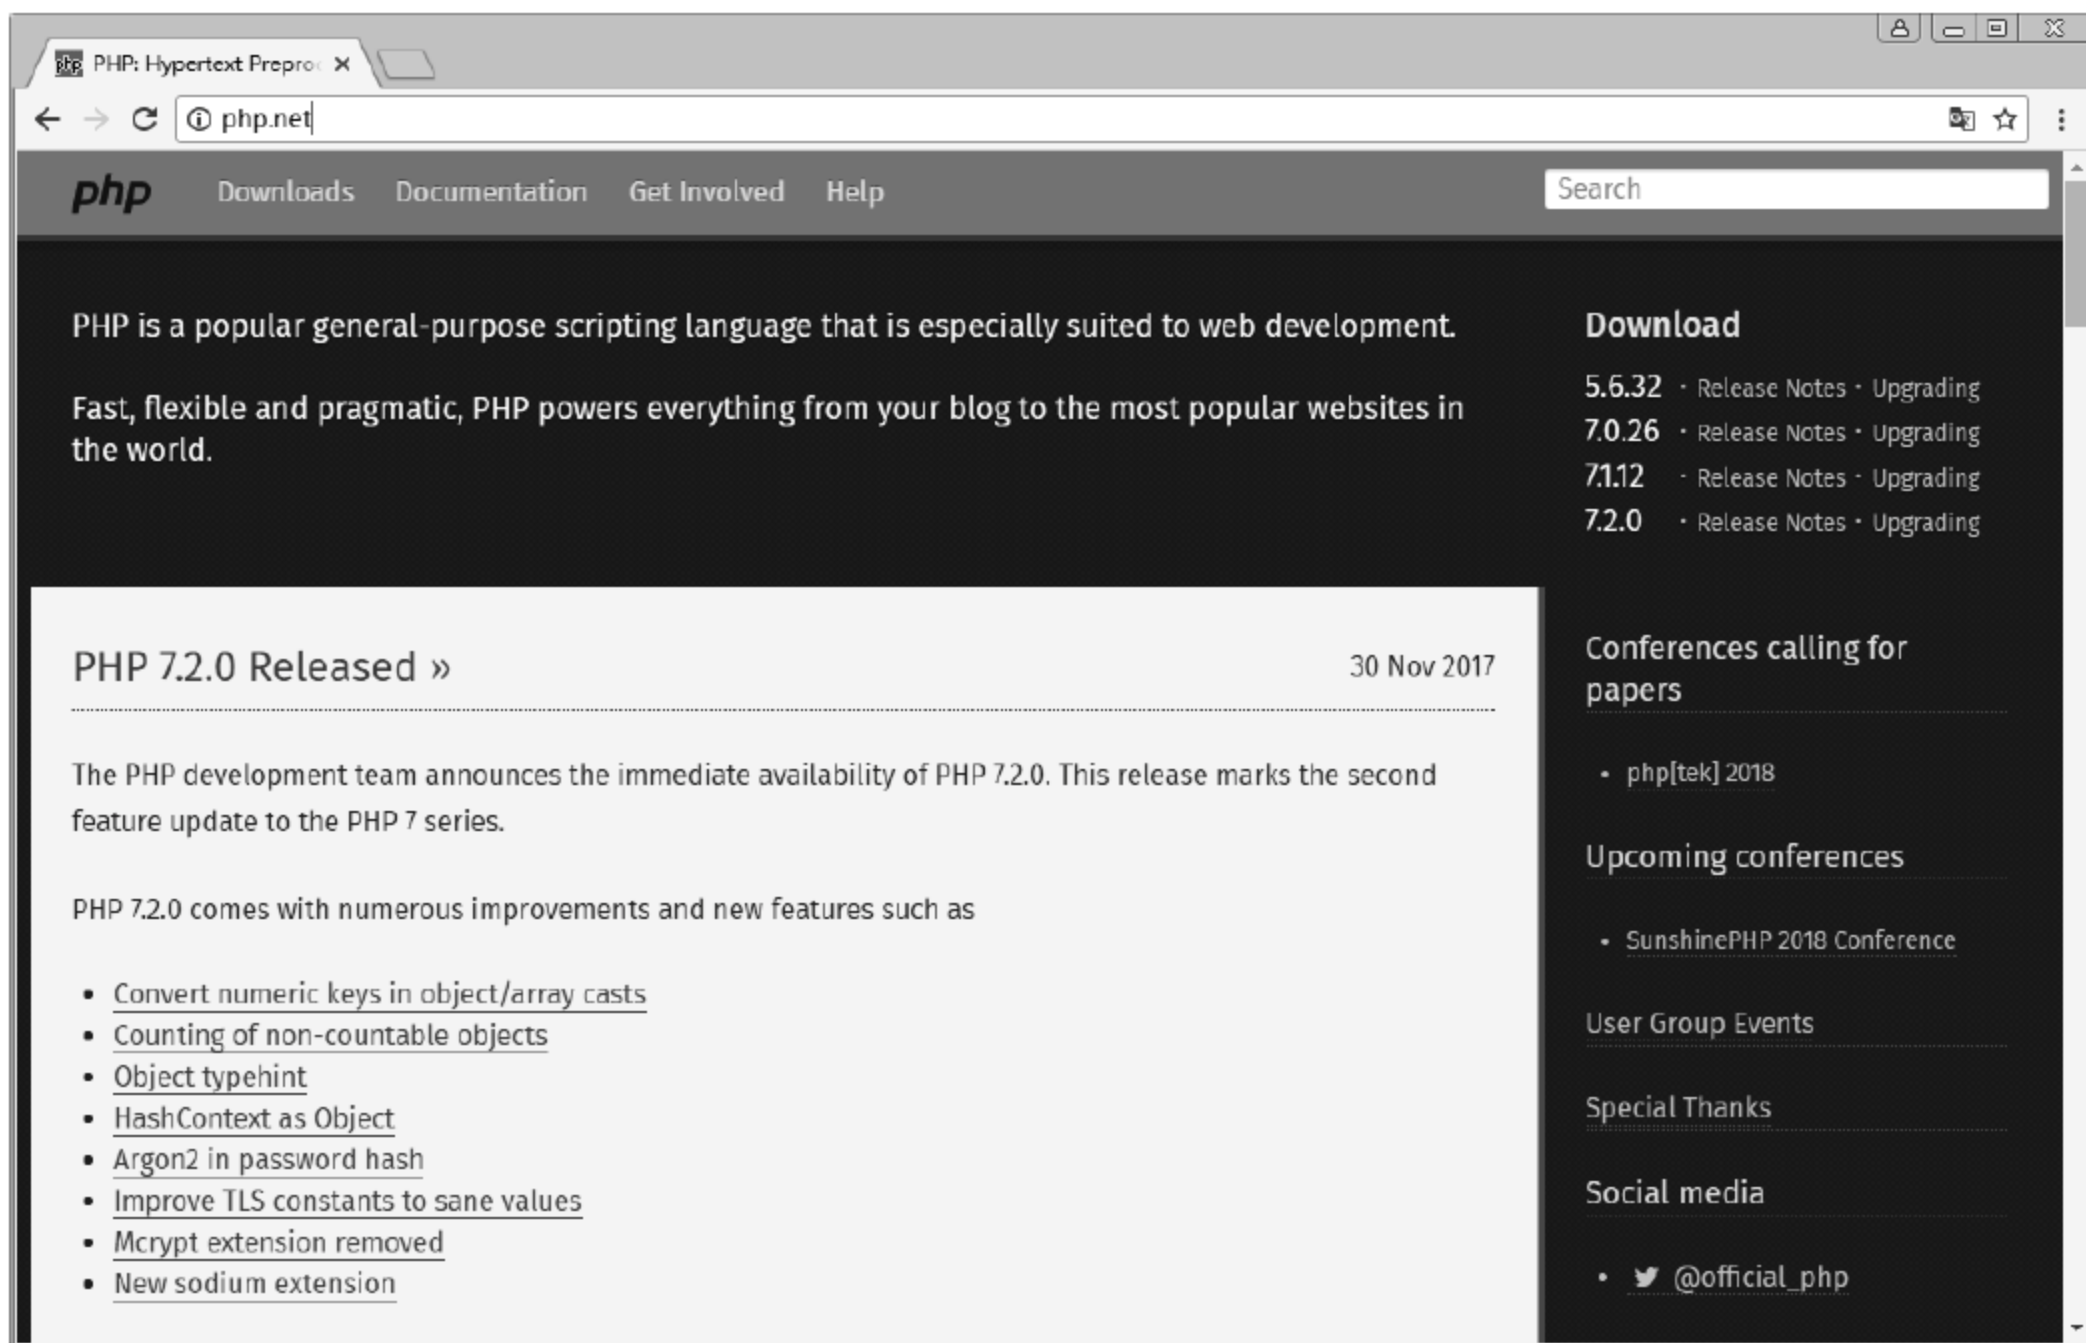 PHP: Hypertext Prepro
php.net
php Downloads Documentation Get Involved Help Search
PHP is a popular general-purpose scripting language that is especially suited to web development.
Fast, flexible and pragmatic, PHP powers everything from your blog to the most popular websites in
the world.
Download
5.6.32 · Release Notes · Upgrading
7.0.26 · Release Notes · Upgrading
7.1.12 · Release Notes · Upgrading
7.2.0 · Release Notes · Upgrading
PHP 7.2.0 Released » 30 Nov 2017
The PHP development team announces the immediate availability of PHP 7.2.0. This release marks the second
feature update to the PHP 7 series.
PHP 7.2.0 comes with numerous improvements and new features such as
• Convert numeric keys in object/array casts
• Counting of non-countable objects
• Object typehint
• HashContext as Object
• Argon2 in password hash
• Improve TLS constants to sane values
• Mcrypt extension removed
• New sodium extension
Conferences calling for
papers
• php[tek] 2018
Upcoming conferences
• SunshinePHP 2018 Conference
User Group Events
Special Thanks
Social media
• @official_php